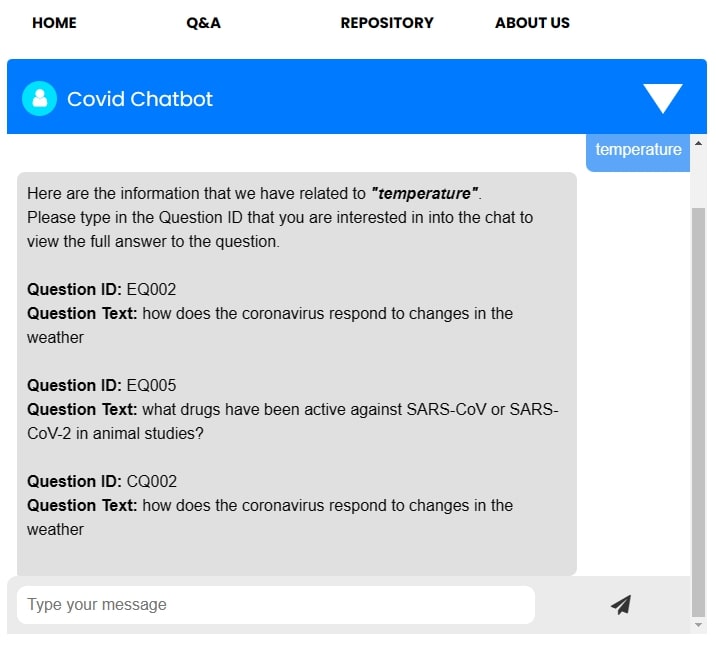 HOME Q&A REPOSITORY ABOUT US
Covid Chatbot
temperature
Here are the information that we have related to "temperature".
Please type in the Question ID that you are interested in into the chat to
view the full answer to the question.
Question ID: EQ002
Question Text: how does the coronavirus respond to changes in the
weather
Question ID: EQ005
Question Text: what drugs have been active against SARS-CoV or SARS-
CoV-2 in animal studies?
Question ID: CQ002
Question Text: how does the coronavirus respond to changes in the
weather
Type your message